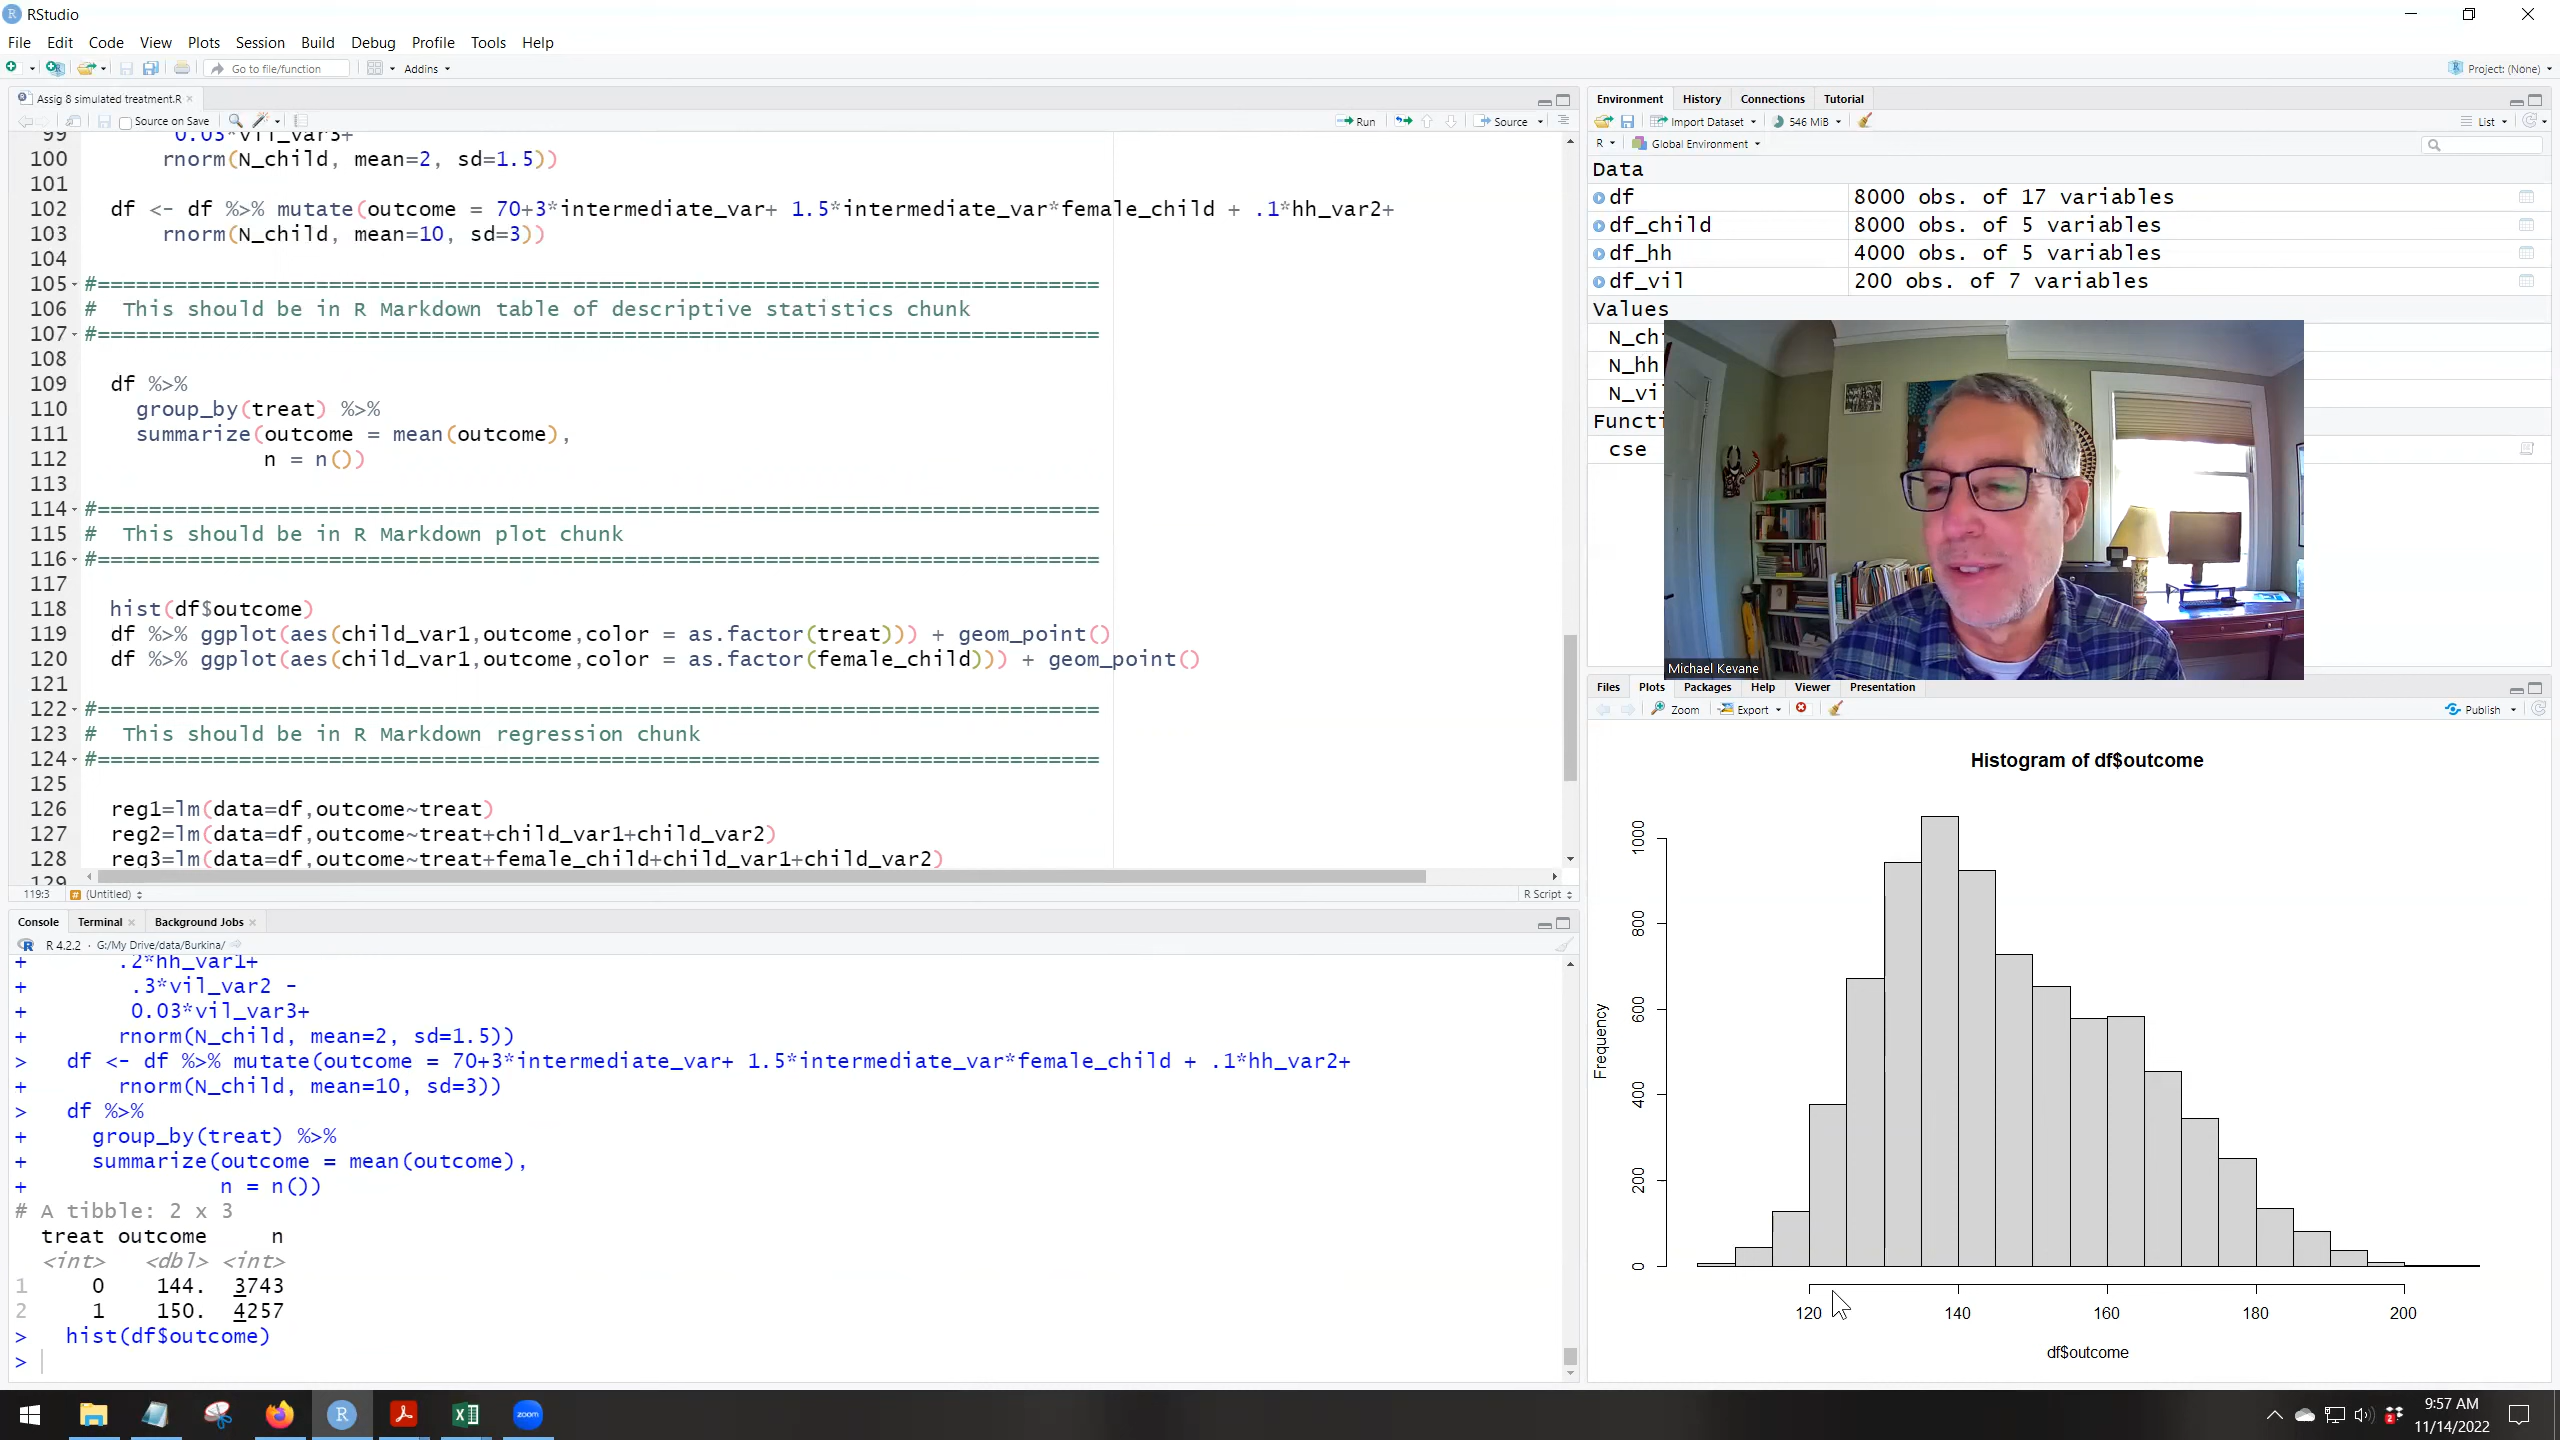 RStudio
File Edit Code View Plots Session Build Debug Profile Tools Help
Go to file/function Addins Project: (None)
Assig 8 simulated treatment.R
Source on Save Run Source
99 0.03*vil_var3+
100 rnorm(N_child, mean=2, sd=1.5))
101
102 df <- df %>% mutate(outcome = 70+3*intermediate_var+ 1.5*intermediate_var*female_child + .1*hh_var2+
103 rnorm(N_child, mean=10, sd=3))
104
105 #==============================================================================
106 # This should be in R Markdown table of descriptive statistics chunk
107 #==============================================================================
108
109 df %>%
110 group_by(treat) %>%
111 summarize(outcome = mean(outcome),
112 n = n())
113
114 #==============================================================================
115 # This should be in R Markdown plot chunk
116 #==============================================================================
117
118 hist(df$outcome)
119 df %>% ggplot(aes(child_var1,outcome,color = as.factor(treat))) + geom_point()
120 df %>% ggplot(aes(child_var1,outcome,color = as.factor(female_child))) + geom_point()
121
122 #==============================================================================
123 # This should be in R Markdown regression chunk
124 #==============================================================================
125
126 reg1=lm(data=df,outcome~treat)
127 reg2=lm(data=df,outcome~treat+child_var1+child_var2)
128 reg3=lm(data=df,outcome~treat+female_child+child_var1+child_var2)
129
119:3 (Untitled) R Script
Console Terminal Background Jobs
R 4.2.2 · G:/My Drive/data/Burkina/
+ .2*hh_var1+
+ .3*vil_var2 -
+ 0.03*vil_var3+
+ rnorm(N_child, mean=2, sd=1.5))
> df <- df %>% mutate(outcome = 70+3*intermediate_var+ 1.5*intermediate_var*female_child + .1*hh_var2+
+ rnorm(N_child, mean=10, sd=3))
> df %>%
+ group_by(treat) %>%
+ summarize(outcome = mean(outcome),
+ n = n())
# A tibble: 2 x 3
treat outcome n
<int> <dbl> <int>
1 0 144. 3743
2 1 150. 4257
> hist(df$outcome)
>
Environment History Connections Tutorial
Import Dataset 546 MiB List
R Global Environment
Data
df 8000 obs. of 17 variables
df_child 8000 obs. of 5 variables
df_hh 4000 obs. of 5 variables
df_vil 200 obs. of 7 variables
Values
N_chi
N_hh
N_vil
Functi
cse
Michael Kevane
Files Plots Packages Help Viewer Presentation
Zoom Export Publish
Histogram of df$outcome
Frequency
1000
800
600
400
200
0
120 140 160 180 200
df$outcome
zoom
9:57 AM
11/14/2022